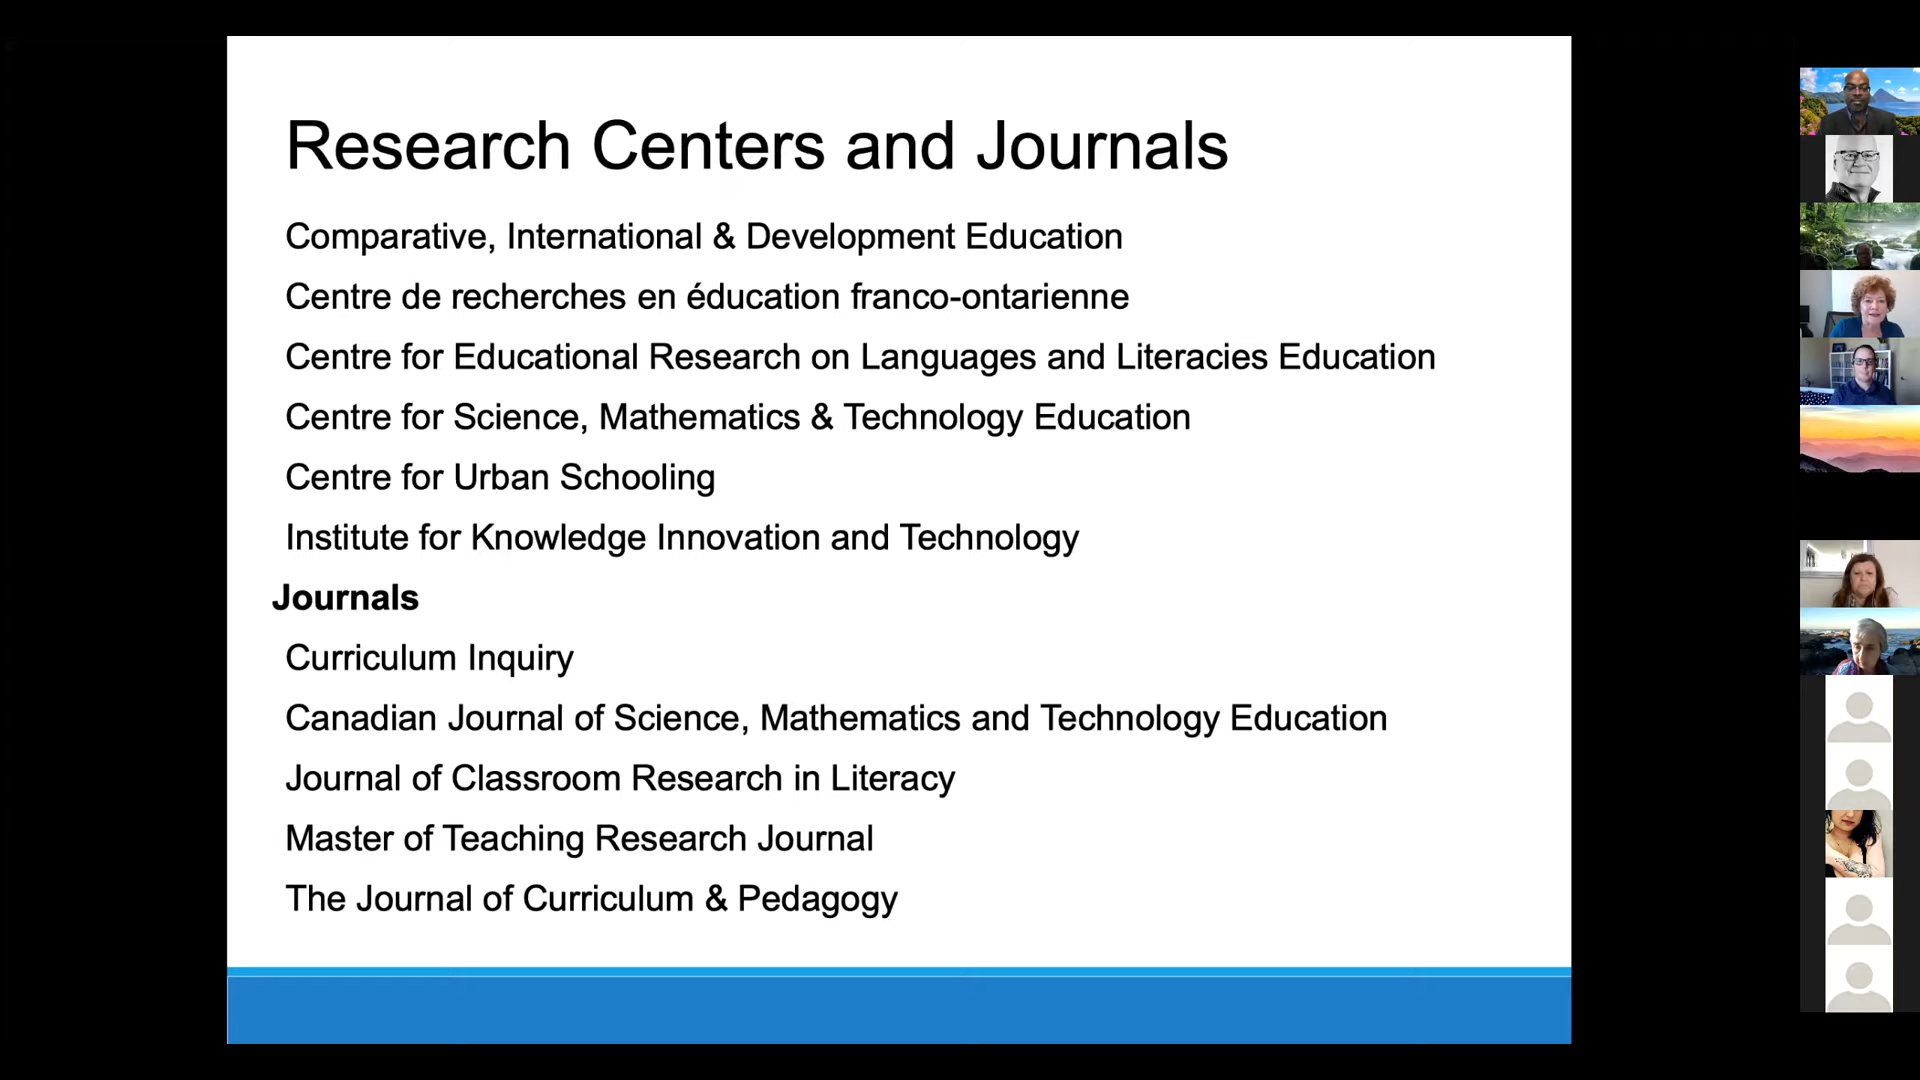 Research Centers and Journals
Comparative, International & Development Education
Centre de recherches en éducation franco-ontarienne
Centre for Educational Research on Languages and Literacies Education
Centre for Science, Mathematics & Technology Education
Centre for Urban Schooling
Institute for Knowledge Innovation and Technology
Journals
Curriculum Inquiry
Canadian Journal of Science, Mathematics and Technology Education
Journal of Classroom Research in Literacy
Master of Teaching Research Journal
The Journal of Curriculum & Pedagogy